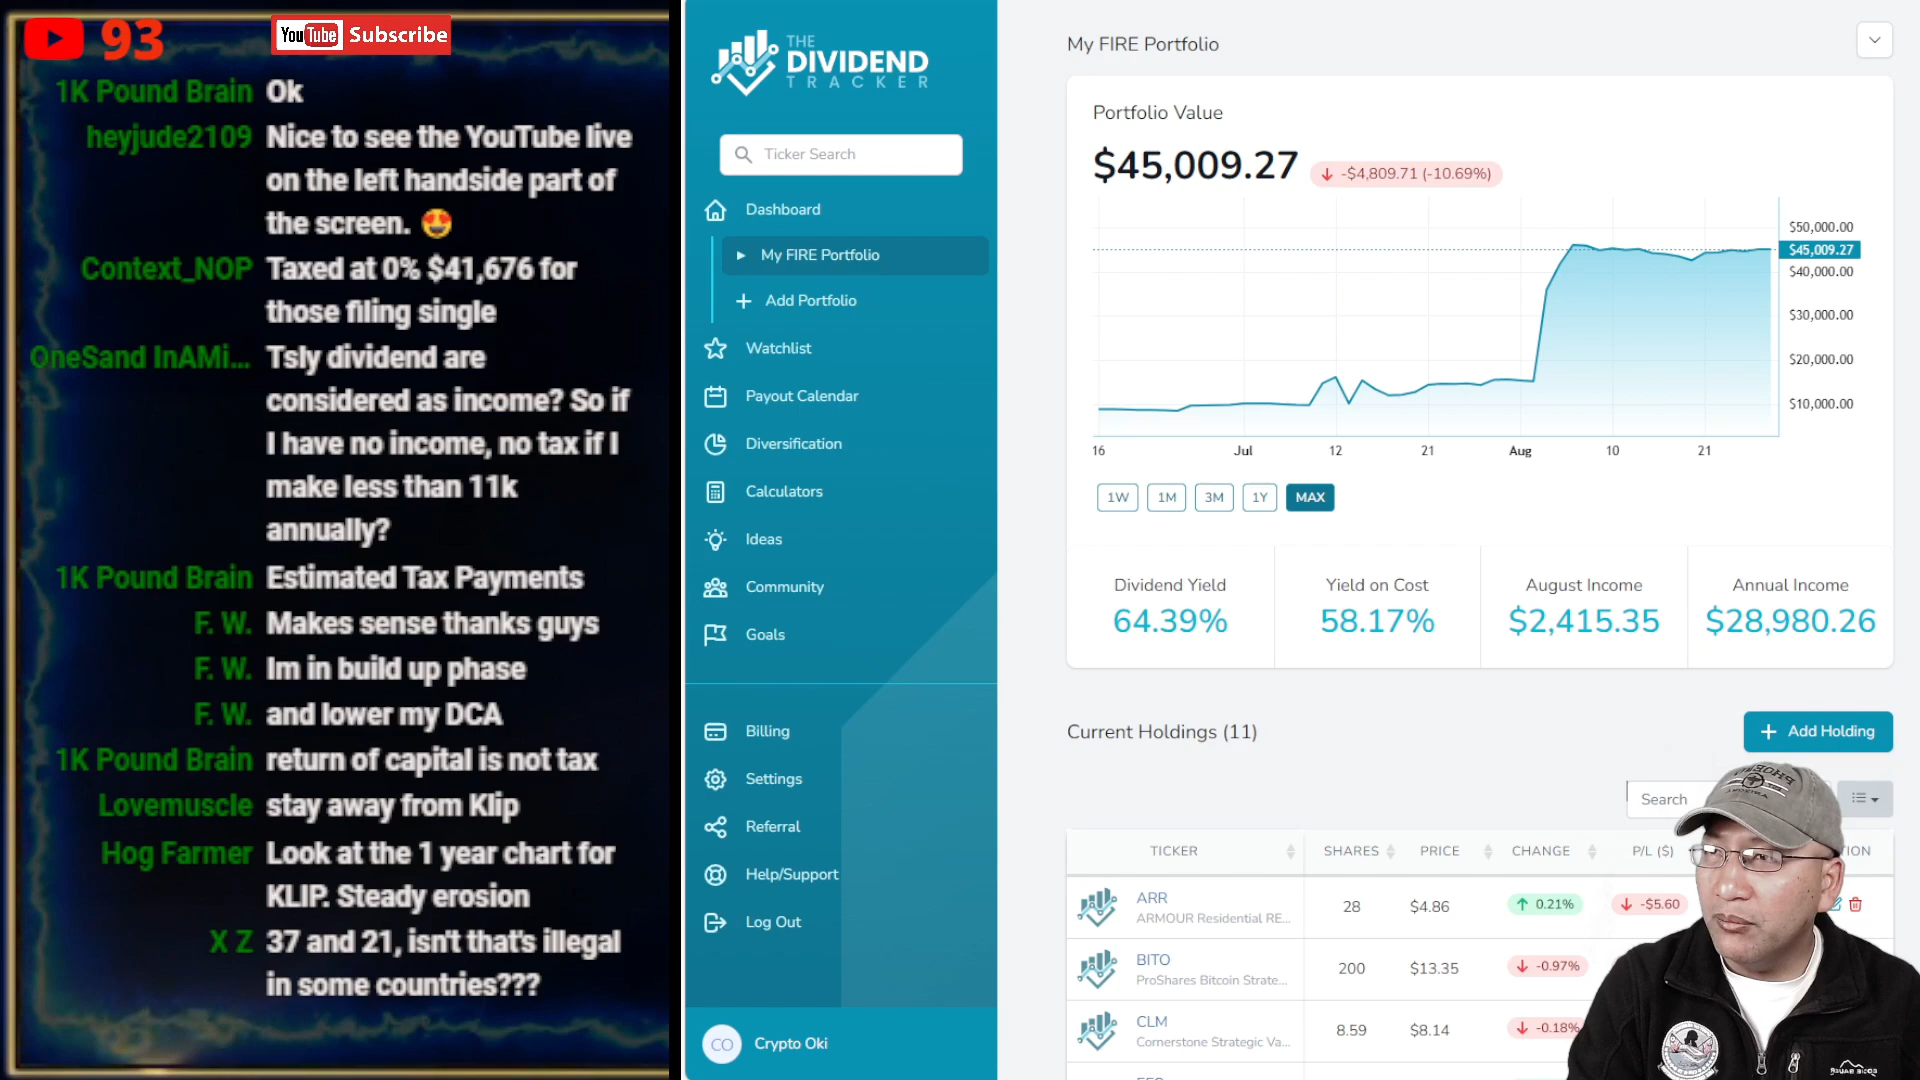 93
YouTube Subscribe
1K Pound Brain Ok
heyjude2109 Nice to see the YouTube live
on the left handside part of
the screen. 😍
Context_NOP Taxed at 0% $41,676 for
those filing single
OneSand InAMi... Tsly dividend are
considered as income? So if
I have no income, no tax if I
make less than 11k
annually?
1K Pound Brain Estimated Tax Payments
F. W. Makes sense thanks guys
F. W. Im in build up phase
F. W. and lower my DCA
1K Pound Brain return of capital is not tax
Lovemuscle stay away from Klip
Hog Farmer Look at the 1 year chart for
KLIP. Steady erosion
X Z 37 and 21, isn't that's illegal
in some countries???
THE
DIVIDEND
TRACKER
Ticker Search
Dashboard
My FIRE Portfolio
+ Add Portfolio
Watchlist
Payout Calendar
Diversification
Calculators
Ideas
Community
Goals
Billing
Settings
Referral
Help/Support
Log Out
CO Crypto Oki
My FIRE Portfolio
Portfolio Value
$45,009.27 -$4,809.71 (-10.69%)
$50,000.00
$45,009.27
$40,000.00
$30,000.00
$20,000.00
$10,000.00
16 Jul 12 21 Aug 10 21
1W 1M 3M 1Y MAX
Dividend Yield Yield on Cost August Income Annual Income
64.39% 58.17% $2,415.35 $28,980.26
Current Holdings (11)
+ Add Holding
Search
TICKER SHARES PRICE CHANGE P/L ($) ION
ARR 28 $4.86 0.21% -$5.60
ARMOUR Residential RE...
BITO 200 $13.35 -0.97%
ProShares Bitcoin Strate...
CLM 8.59 $8.14 -0.18%
Cornerstone Strategic Va...